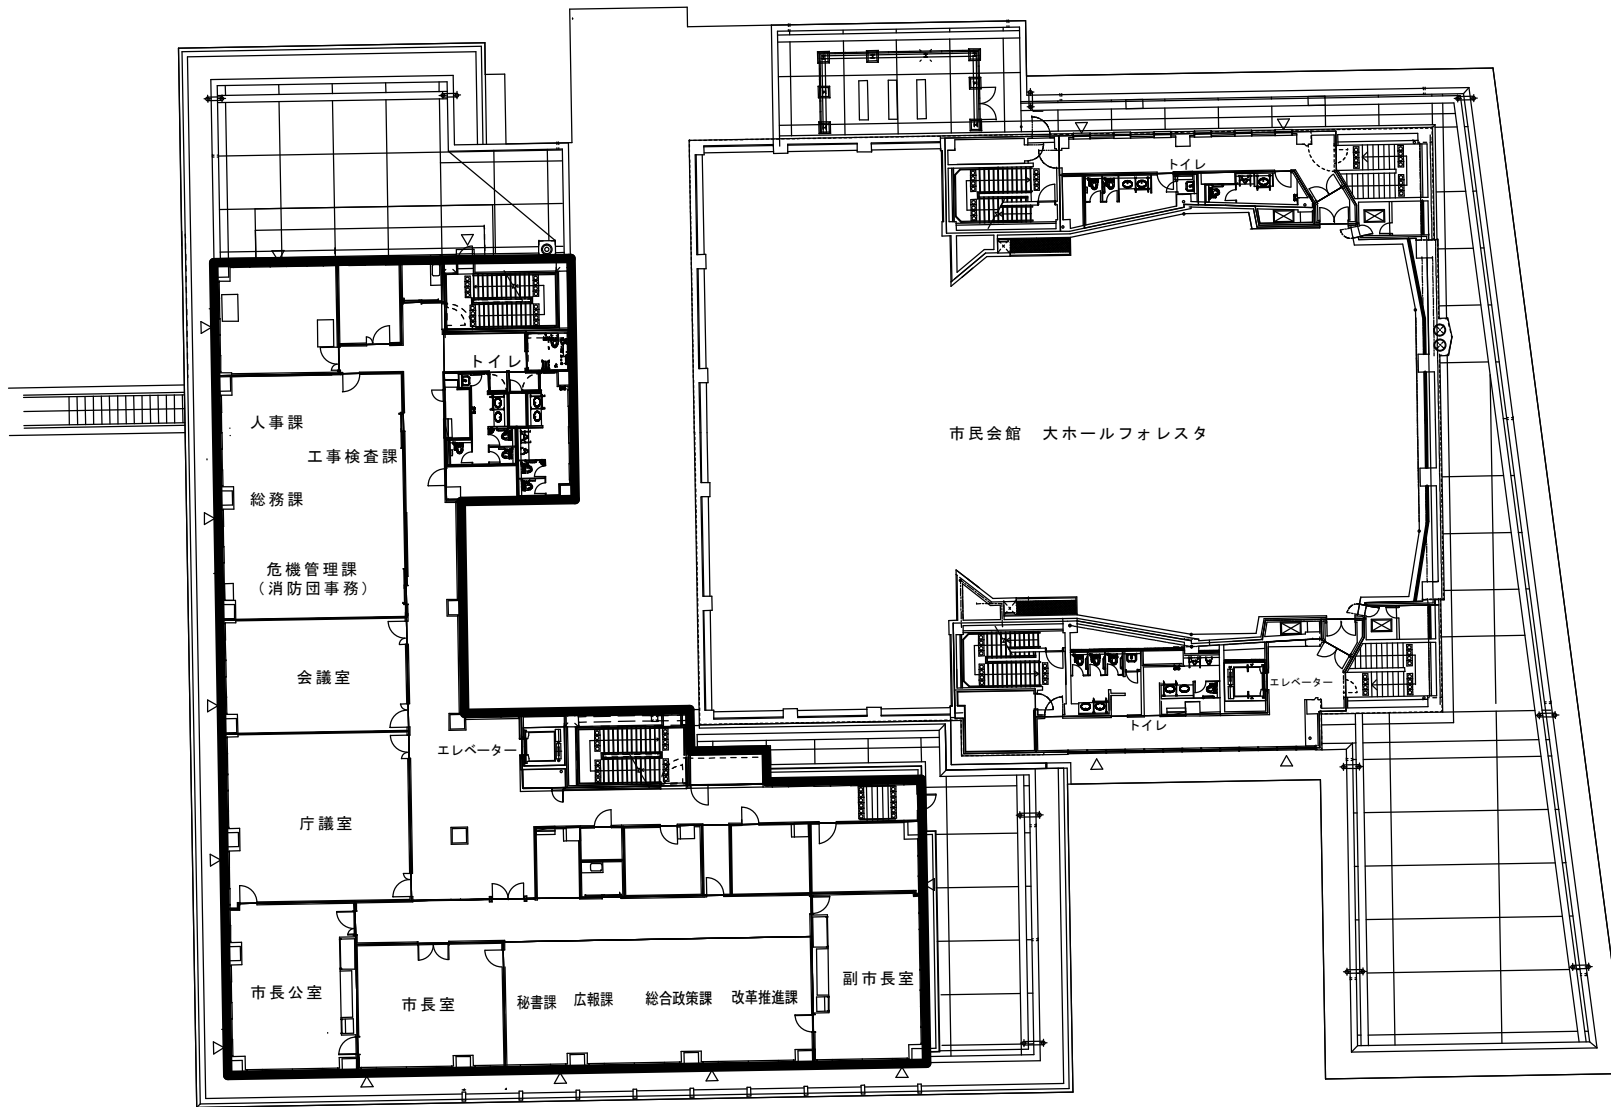 トイレ
トイレ
人事課
工事検査課
総務課
危機管理課
(消防団事務)
市民会館　大ホールフォレスタ
会議室
エレベーター
エレベーター
トイレ
庁議室
市長公室
市長室
秘書課
広報課
総合政策課
改革推進課
副市長室